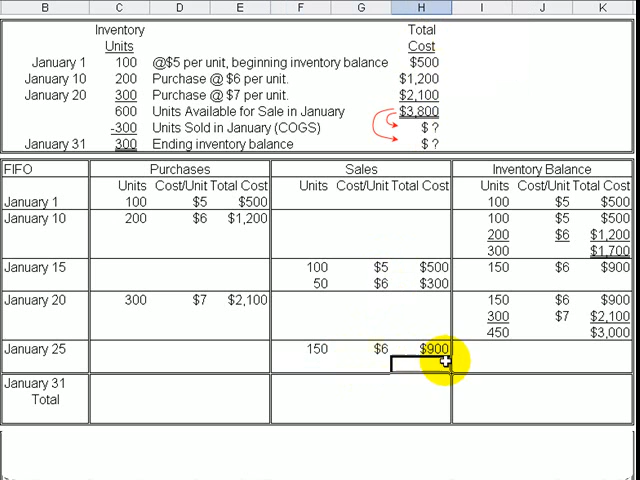 B C D E F G H I J K
Inventory Total
Units Cost
January 1 100 @$5 per unit, beginning inventory balance $500
January 10 200 Purchase @ $6 per unit. $1,200
January 20 300 Purchase @ $7 per unit. $2,100
600 Units Available for Sale in January $3,800
-300 Units Sold in January (COGS) $ ?
January 31 300 Ending inventory balance $ ?
FIFO Purchases Sales Inventory Balance
Units Cost/Unit Total Cost Units Cost/Unit Total Cost Units Cost/Unit Total Cost
January 1 100 $5 $500 100 $5 $500
January 10 200 $6 $1,200 100 $5 $500
200 $6 $1,200
300 $1,700
January 15 100 $5 $500 150 $6 $900
50 $6 $300
January 20 300 $7 $2,100 150 $6 $900
300 $7 $2,100
450 $3,000
January 25 150 $6 $900
January 31
Total